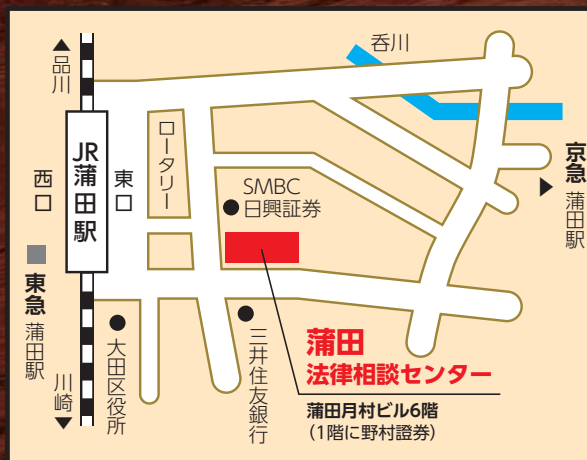 ▲品川
呑川
JR蒲田駅
西口
東口
ロータリー
SMBC
日興証券
京急 蒲田駅
▶
東急 蒲田駅
川崎▼
大田区役所
三井住友銀行
蒲田
法律相談センター
蒲田月村ビル6階
(1階に野村證券)